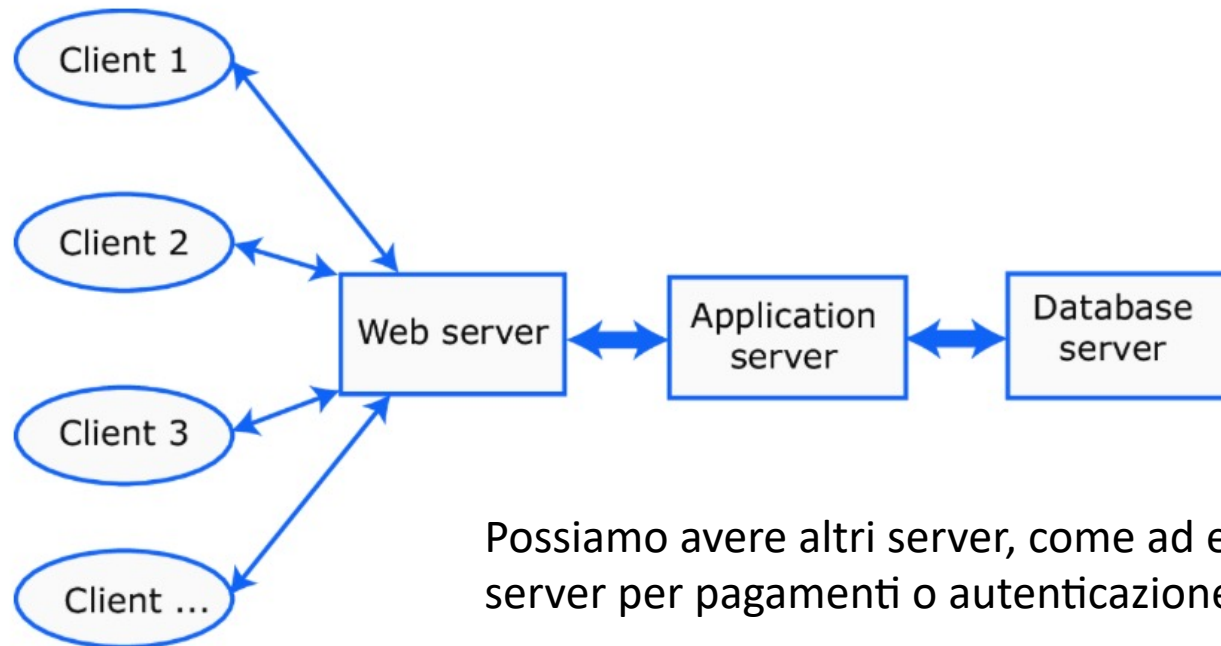 Client 1
Client 2
Web server
Application
server
Database
server
Client 3
Client ...
Possiamo avere altri server, come ad
server per pagamenti o autenticazione